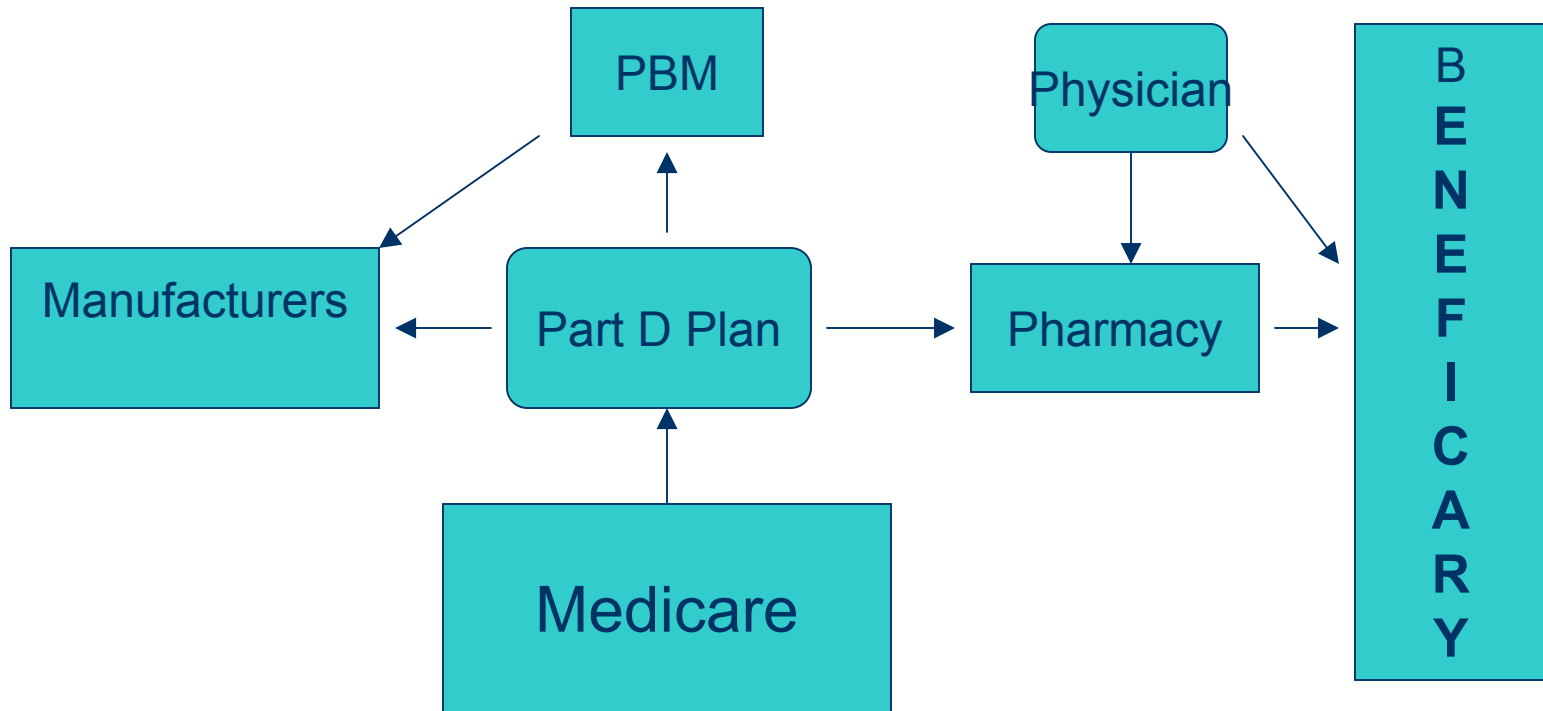 PBM
Physician
Manufacturers
Part D Plan
Pharmacy
Medicare
B
E
N
E
F
I
C
A
R
Y